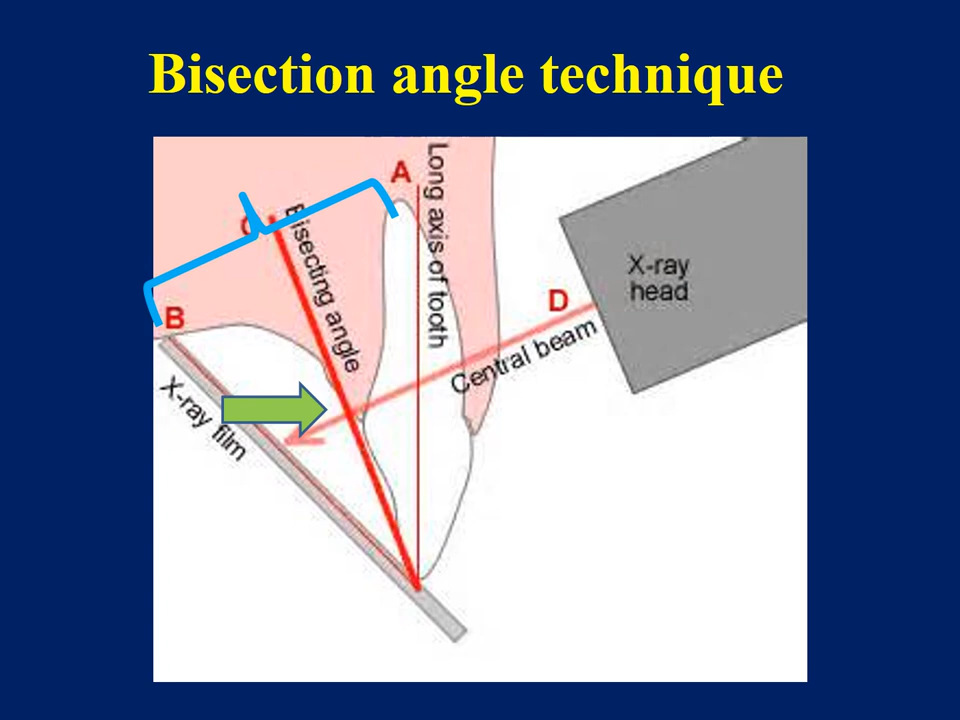 Bisection angle technique
A
Long axis of tooth
C
Bisecting angle
X-ray
head
D
Central beam
B
X-ray film